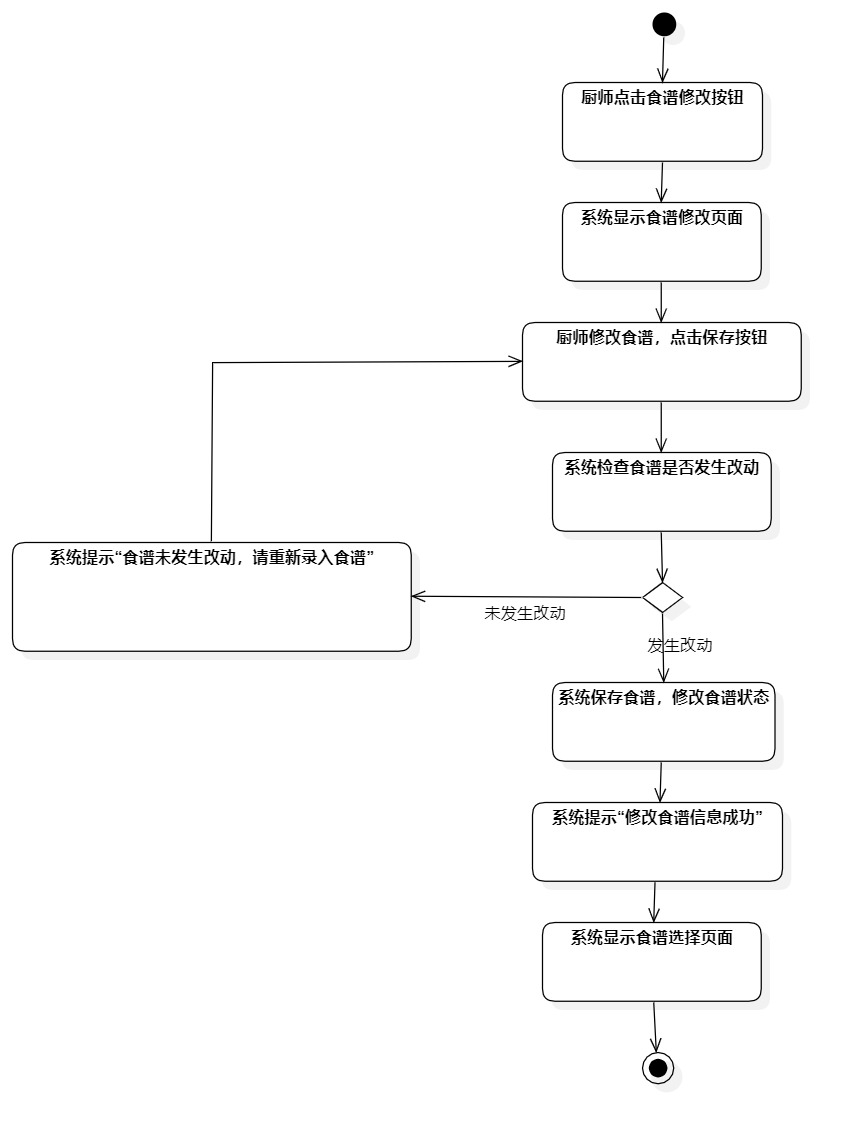 厨师点击食谱修改按钮
系统显示食谱修改页面
厨师修改食谱，点击保存按钮
系统检查食谱是否发生改动
系统提示“食谱未发生改动，请重新录入食谱”
未发生改动
发生改动
系统保存食谱，修改食谱状态
系统提示“修改食谱信息成功”
系统显示食谱选择页面